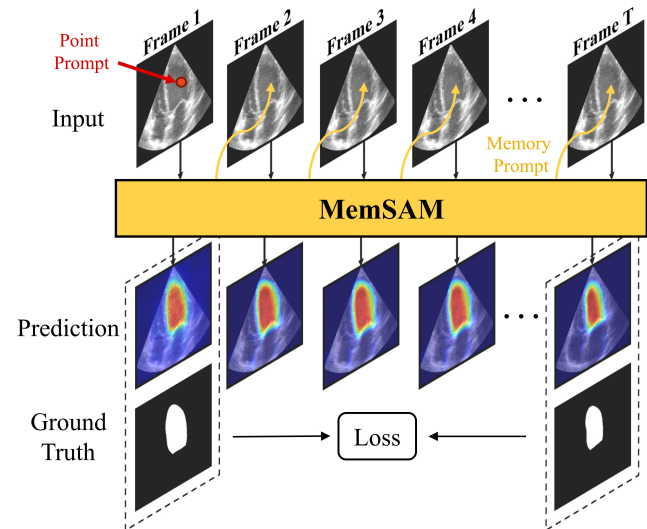 Frame 1
Frame 2
Frame 3
Frame 4
Frame T
Point
Prompt
Input
. . .
Memory
Prompt
MemSAM
Prediction
. . .
Ground
Truth
Loss